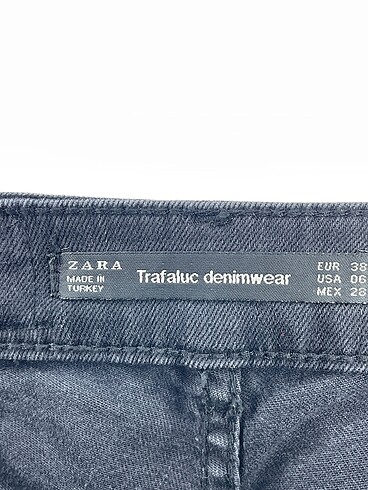 ZARA
MADE IN
TURKEY
Trafaluc denimwear
EUR 38
USA 06
MEX 28